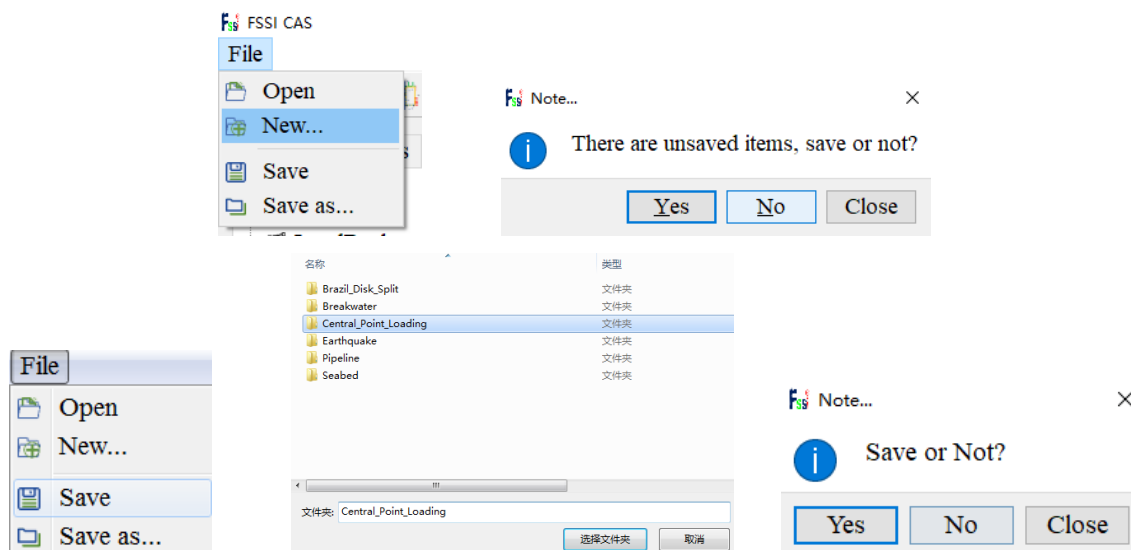 FSSI CAS
File
Open
New...
Save
Save as...
Note...
There are unsaved items, save or not?
Yes No Close
名称 类型
Brazil_Disk_Split 文件夹
Breakwater 文件夹
Central_Point_Loading 文件夹
Earthquake 文件夹
Pipeline 文件夹
Seabed 文件夹
文件夹: Central_Point_Loading
选择文件夹 取消
File
Open
New...
Save
Save as...
Note...
Save or Not?
Yes No Close